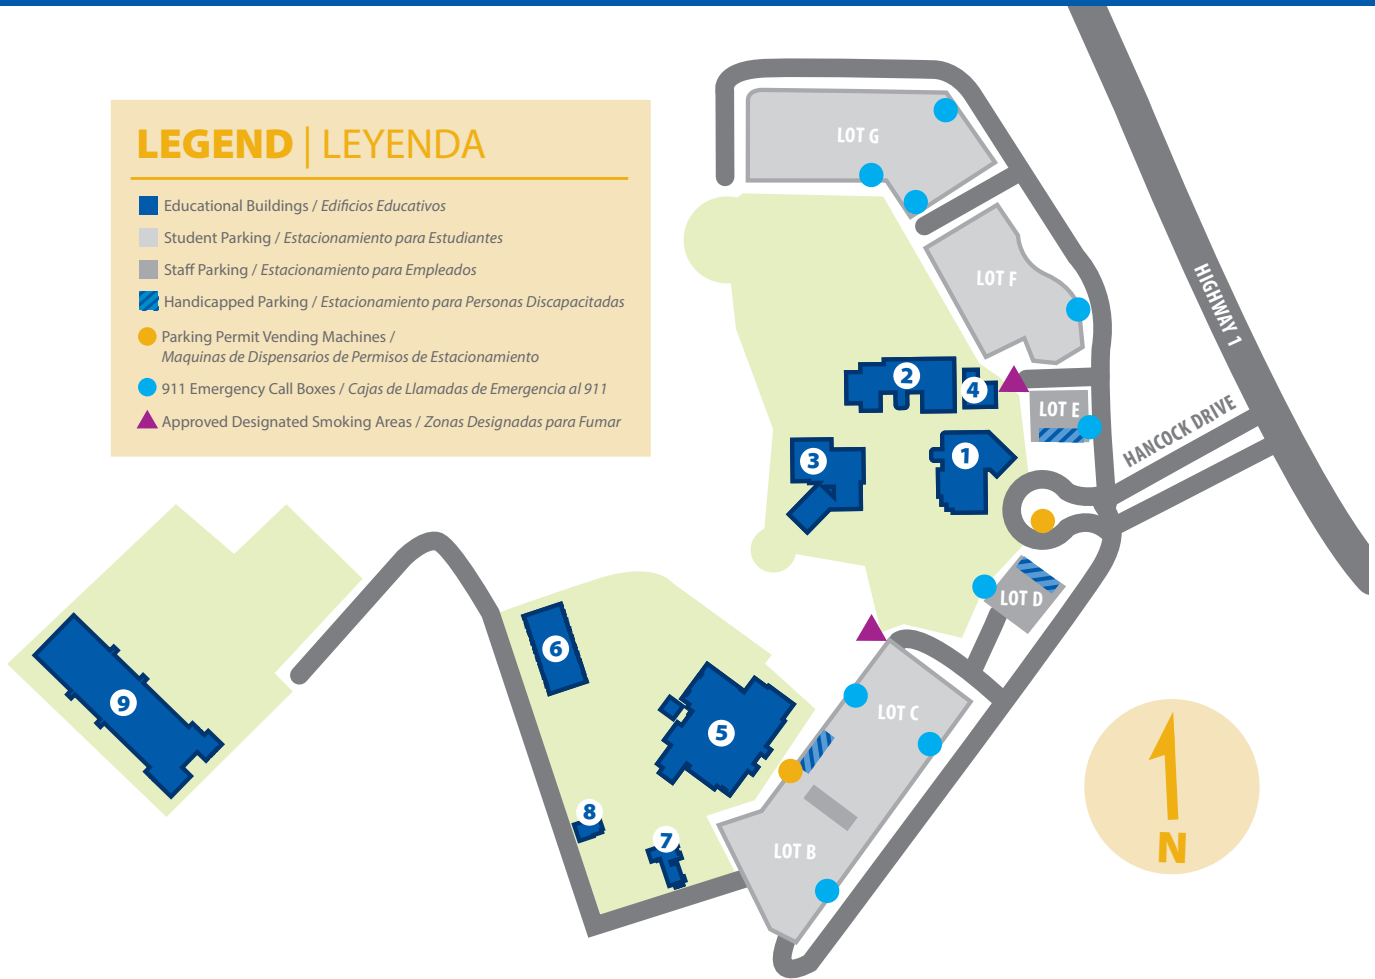 LEGEND | LEYENDA
Educational Buildings / Edificios Educativos
Student Parking / Estacionamiento para Estudiantes
Staff Parking / Estacionamiento para Empleados
Handicapped Parking / Estacionamiento para Personas Discapacitadas
Parking Permit Vending Machines /
Maquinas de Dispensarios de Permisos de Estacionamiento
911 Emergency Call Boxes / Cajas de Llamadas de Emergencia al 911
Approved Designated Smoking Areas / Zonas Designadas para Fumar
LOT G
LOT F
HIGHWAY 1
2
4
LOT E
HANCOCK DRIVE
1
3
LOT D
6
9
5
LOT C
8
7
LOT B
N